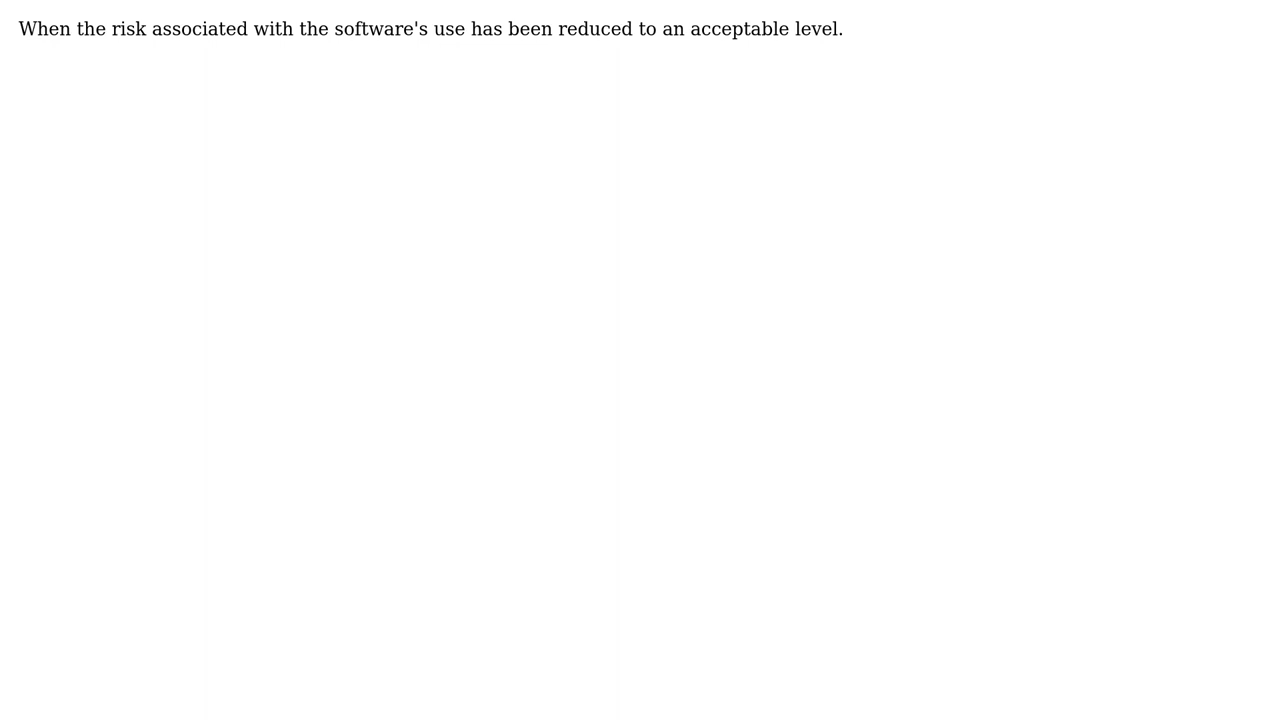 When the risk associated with the software's use has been reduced to an acceptable level.